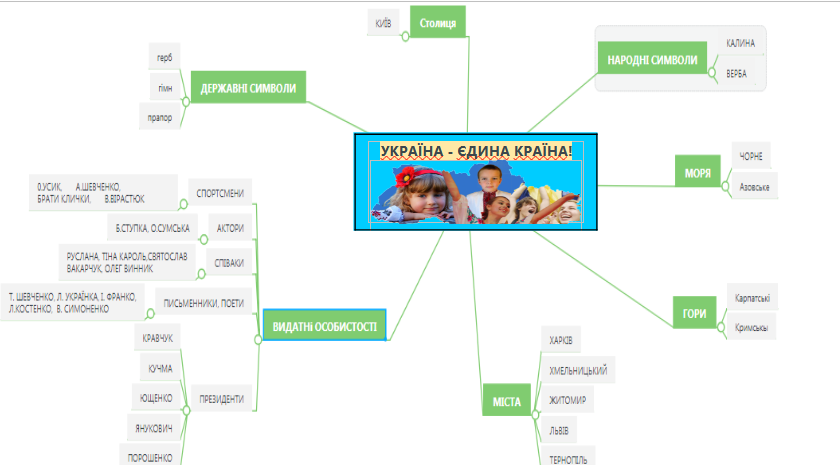 КИЇВ
Столиця
НАРОДНІ СИМВОЛИ
КАЛИНА
ВЕРБА
герб
гімн
прапор
ДЕРЖАВНІ СИМВОЛИ
УКРАЇНА - ЄДИНА КРАЇНА!
МОРЯ
ЧОРНЕ
Азовське
О.УСИК, А.ШЕВЧЕНКО,
БРАТИ КЛИЧКИ, В.ВІРАСТЮК
СПОРТСМЕНИ
Б.СТУПКА, О.СУМСЬКА
АКТОРИ
РУСЛАНА, ТІНА КАРОЛЬ,СВЯТОСЛАВ
ВАКАРЧУК, ОЛЕГ ВИННИК
СПІВАКИ
Т. ШЕВЧЕНКО, Л. УКРАЇНКА, І. ФРАНКО,
Л.КОСТЕНКО, В. СИМОНЕНКО
ПИСЬМЕННИКИ, ПОЕТИ
ВИДАТНі ОСОБИСТОСТІ
КРАВЧУК
КУЧМА
ЮЩЕНКО
ЯНУКОВИЧ
ПОРОШЕНКО
ПРЕЗИДЕНТИ
ГОРИ
Карпатські
Кримськы
МІСТА
ХАРКІВ
ХМЕЛЬНИЦЬКИЙ
ЖИТОМИР
ЛЬВІВ
ТЕРНОПІЛЬ